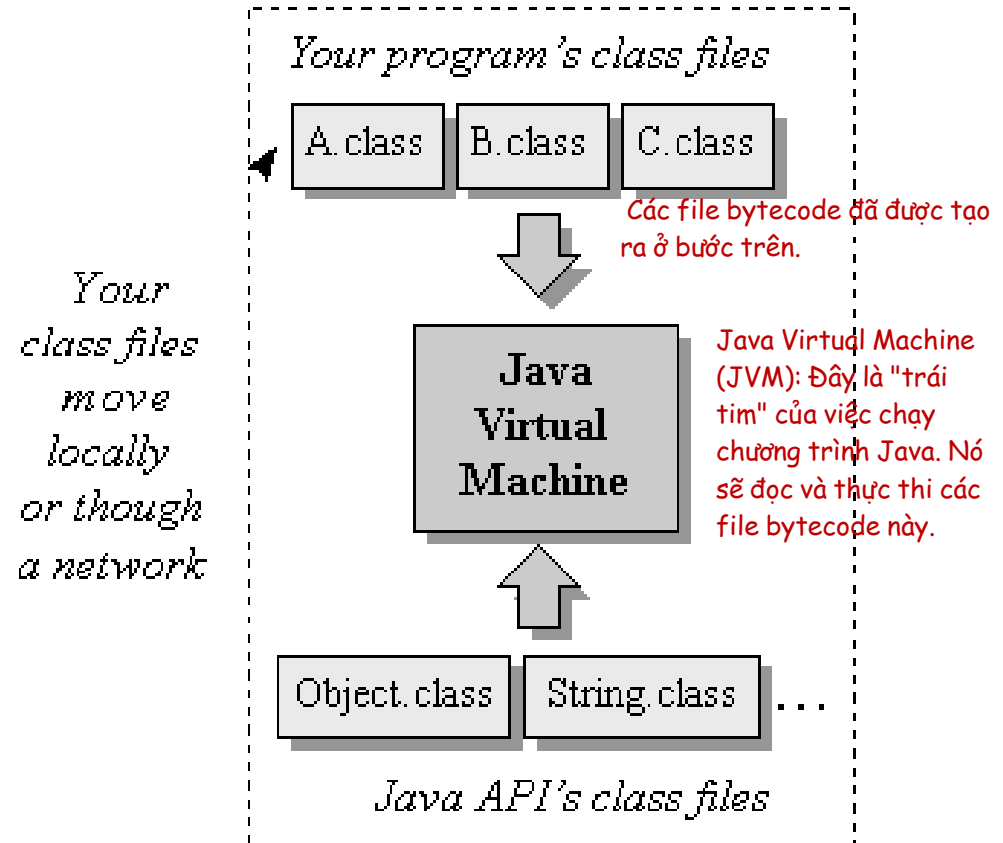 Your program's class files
A.class
B.class
C.class
Các file bytecode đã được tạo
ra ở bước trên.
Your
class files
move
locally
or though
a network
Java
Virtual
Machine
Java Virtual Machine
(JVM): Đây là "trái
tim" của việc chạy
chương trình Java. Nó
sẽ đọc và thực thi các
file bytecode này.
Object.class
String.class
...
Java API's class files